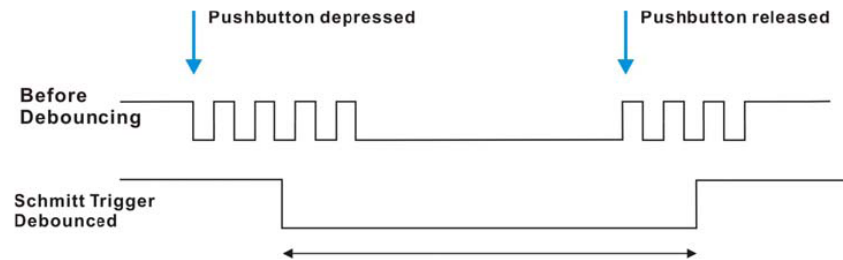 Pushbutton depressed
Pushbutton released
Before
Debouncing
Schmitt Trigger
Debounced